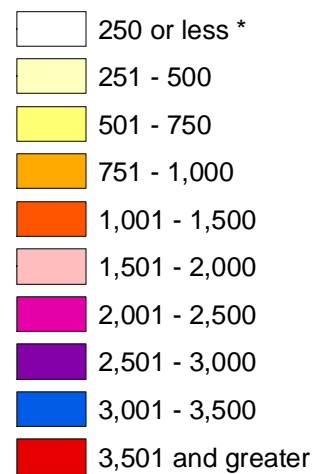 250 or less *
251 - 500
501 - 750
751 - 1,000
1,001 - 1,500
1,501 - 2,000
2,001 - 2,500
2,501 - 3,000
3,001 - 3,500
3,501 and greater